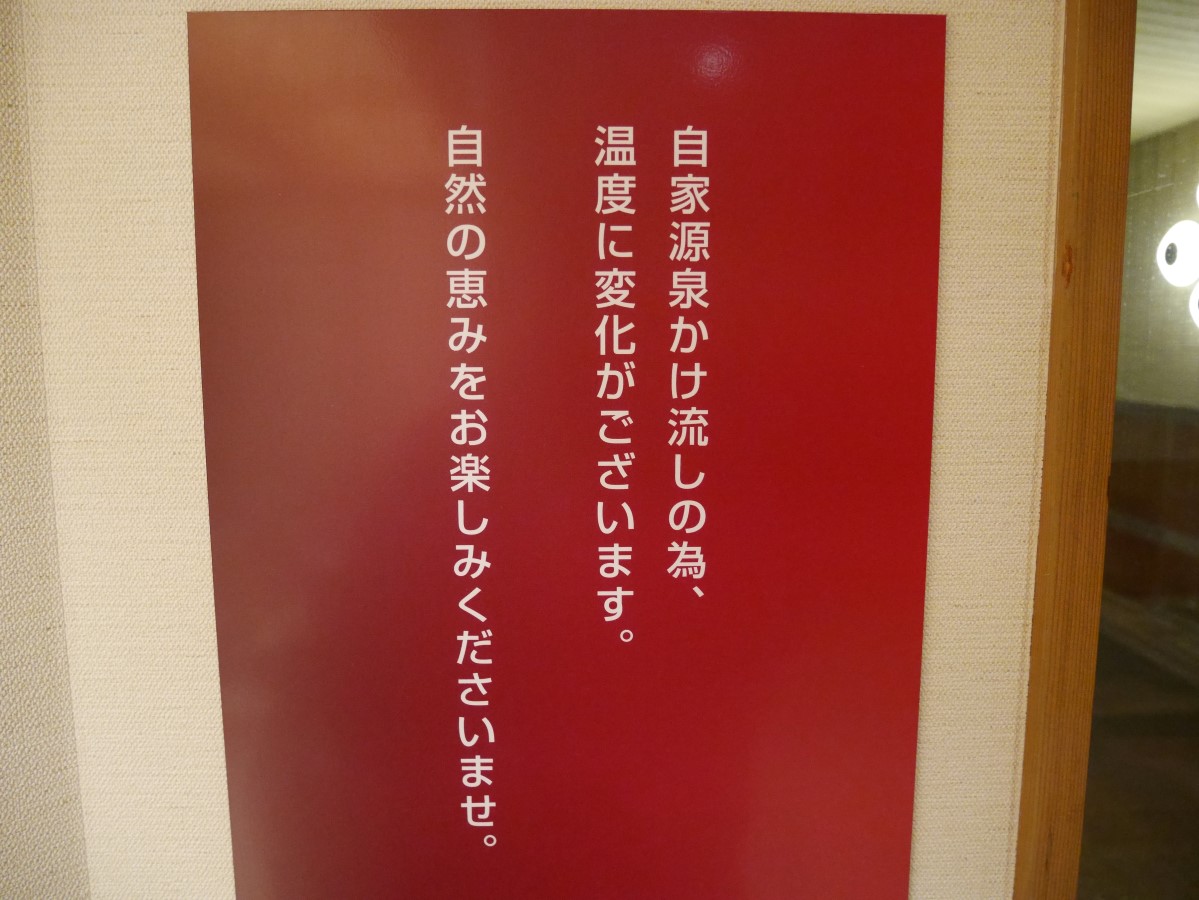 自家源泉かけ流しの為、
温度に変化がございます。
自然の恵みをお楽しみくださいませ。